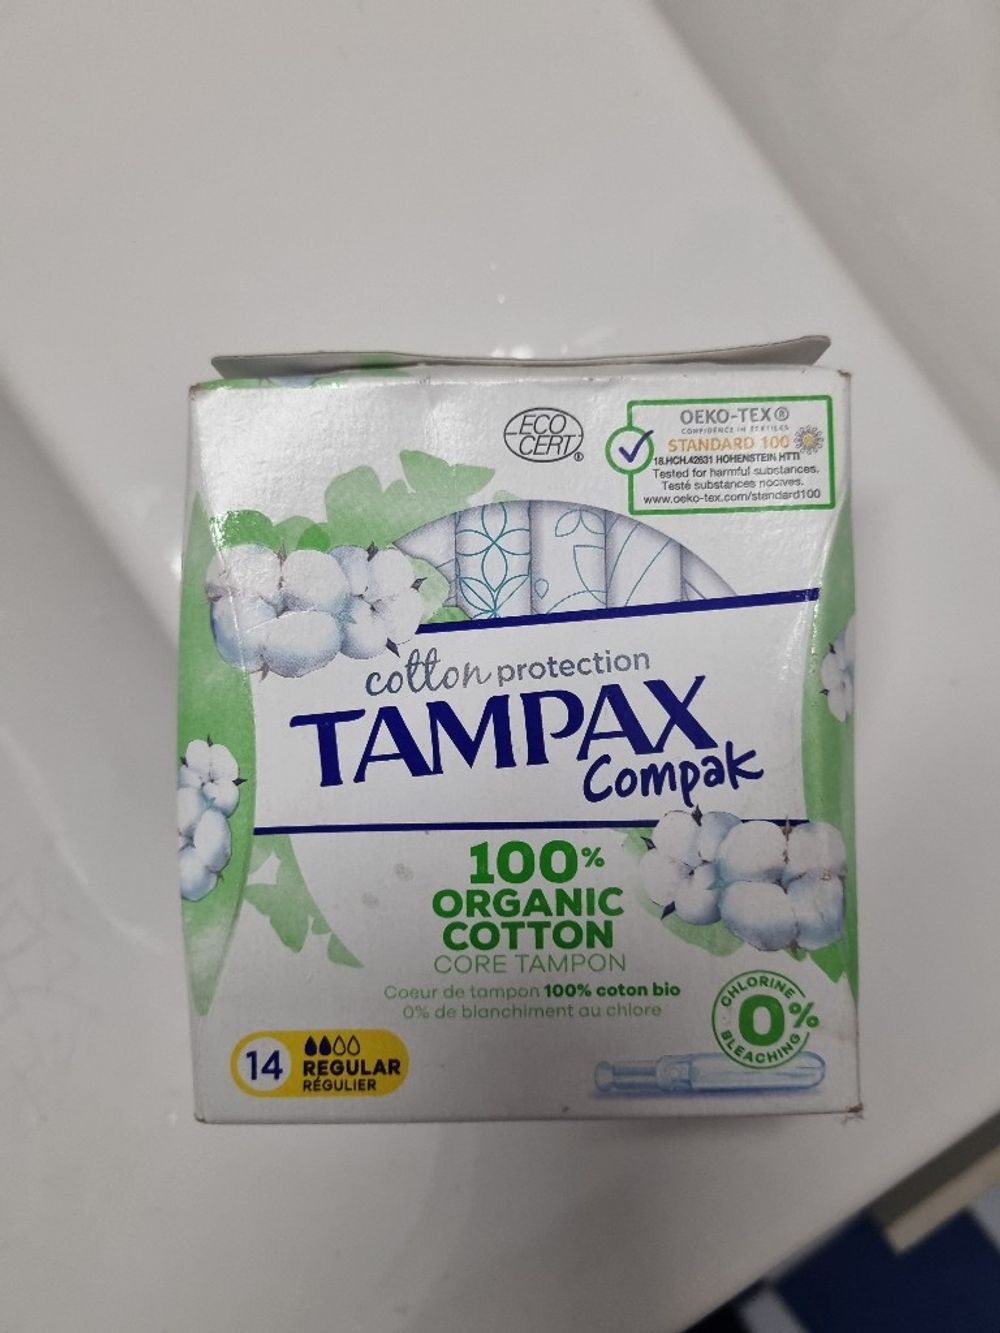 ECO
CERT®
OEKO-TEX®
CONFIDENCE IN TEXTILES
STANDARD 100
18.HCH.42631 HOHENSTEIN HTTI
Tested for harmful substances.
Testé substances nocives.
www.oeko-tex.com/standard100
cotton protection
TAMPAX
Compak
100%
ORGANIC
COTTON
CORE TAMPON
Coeur de tampon 100% coton bio
0% de blanchiment au chlore
CHLORINE
0%
BLEACHING
14
REGULAR
RÉGULIER